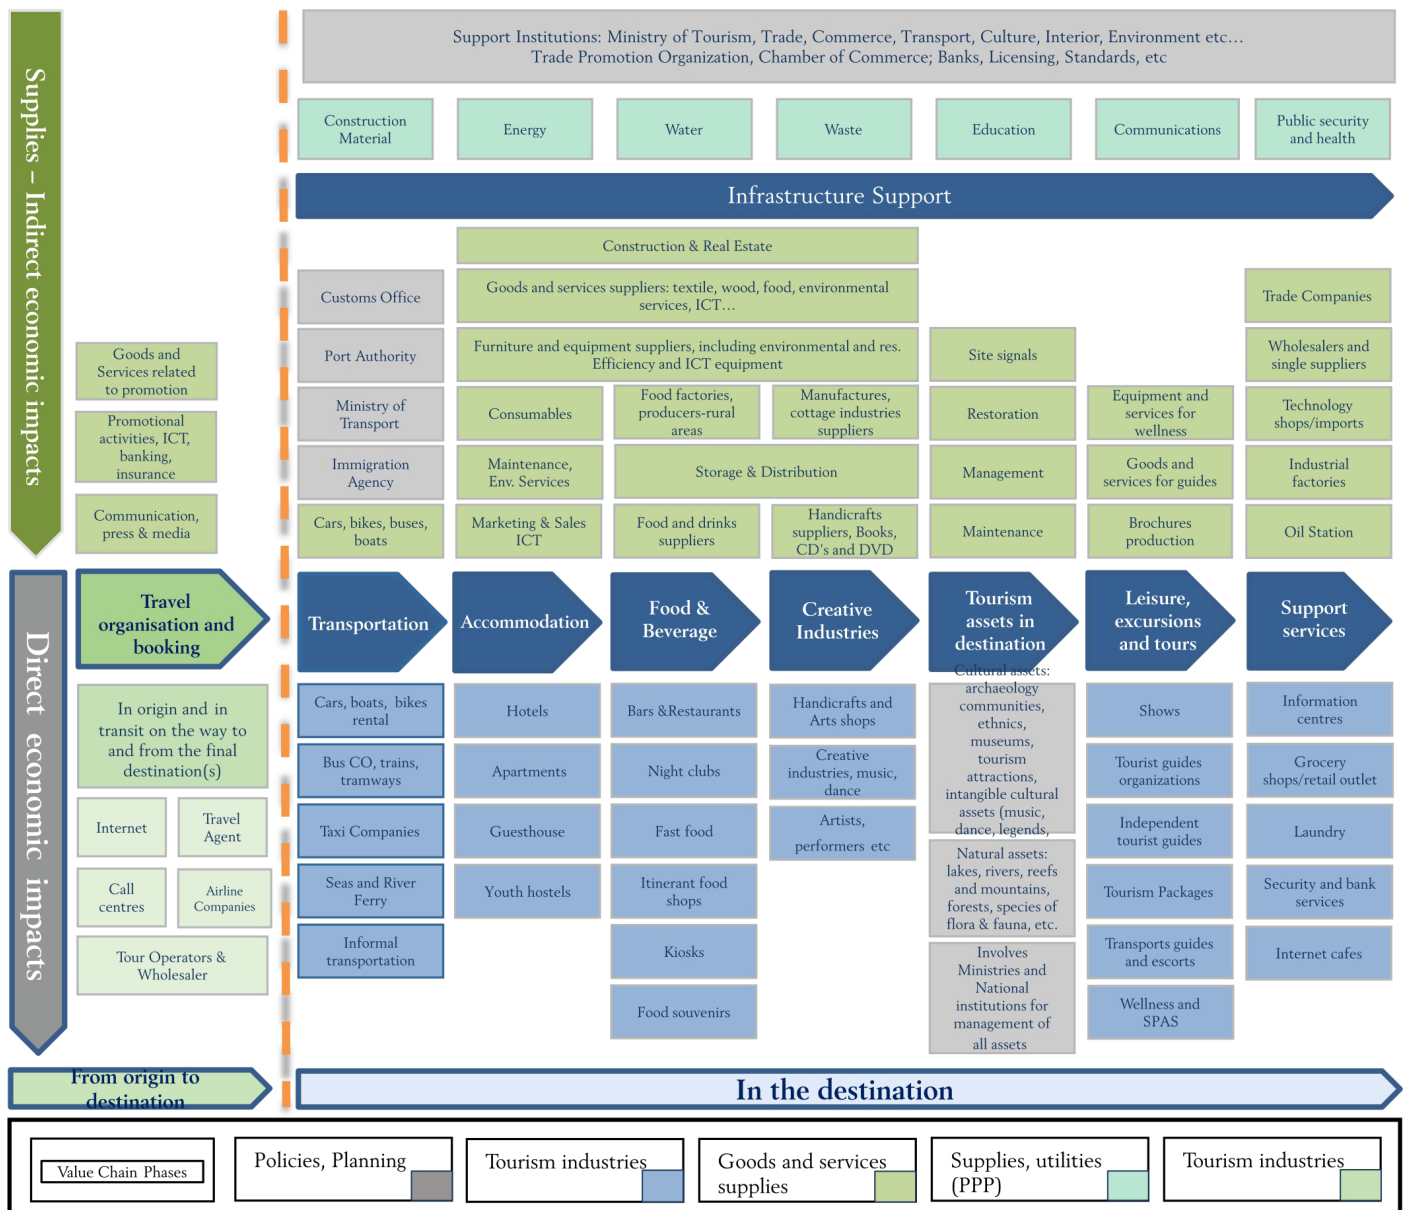 Supplies – Indirect economic impacts
Support Institutions: Ministry of Tourism, Trade, Commerce, Transport, Culture, Interior, Environment etc…
Trade Promotion Organization, Chamber of Commerce; Banks, Licensing, Standards, etc
Construction
Material
Energy
Water
Waste
Education
Communications
Public security
and health
Infrastructure Support
Construction & Real Estate
Customs Office
Goods and services suppliers: textile, wood, food, environmental
services, ICT…
Trade Companies
Port Authority
Furniture and equipment suppliers, including environmental and res.
Efficiency and ICT equipment
Site signals
Wholesalers and
single suppliers
Goods and
Services related
to promotion
Ministry of
Transport
Consumables
Food factories,
producers-rural
areas
Manufactures,
cottage industries
suppliers
Restoration
Equipment and
services for
wellness
Technology
shops/imports
Promotional
activities, ICT,
banking,
insurance
Immigration
Agency
Maintenance,
Env. Services
Storage & Distribution
Management
Goods and
services for guides
Industrial
factories
Communication,
press & media
Cars, bikes, buses,
boats
Marketing & Sales
ICT
Food and drinks
suppliers
Handicrafts
suppliers, Books,
CD's and DVD
Maintenance
Brochures
production
Oil Station
Direct economic impacts
Travel
organisation and
booking
Transportation
Accommodation
Food &
Beverage
Creative
Industries
Tourism
assets in
destination
Leisure,
excursions
and tours
Support
services
In origin and in
transit on the way to
and from the final
destination(s)
Internet
Travel
Agent
Call
centres
Airline
Companies
Tour Operators &
Wholesaler
Cars, boats, bikes
rental
Bus CO, trains,
tramways
Taxi Companies
Seas and River
Ferry
Informal
transportation
Hotels
Apartments
Guesthouse
Youth hostels
Bars &Restaurants
Night clubs
Fast food
Itinerant food
shops
Kiosks
Food souvenirs
Handicrafts and
Arts shops
Creative
industries, music,
dance
Artists,
performers etc
Cultural assets:
archaeology
communities,
ethnics,
museums,
tourism
attractions,
intangible cultural
assets (music,
dance, legends,
Natural assets:
lakes, rivers, reefs
and mountains,
forests, species of
flora & fauna, etc.
Involves
Ministries and
National
institutions for
management of
all assets
Shows
Tourist guides
organizations
Independent
tourist guides
Tourism Packages
Transports guides
and escorts
Wellness and
SPAS
Information
centres
Grocery
shops/retail outlet
Laundry
Security and bank
services
Internet cafes
From origin to
destination
In the destination
Value Chain Phases
Policies, Planning
Tourism industries
Goods and services
supplies
Supplies, utilities
(PPP)
Tourism industries